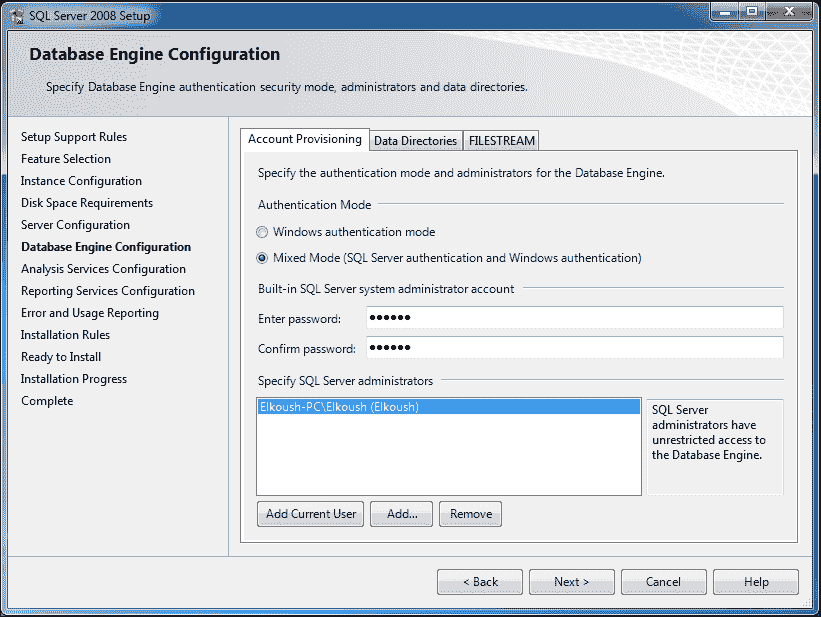 SQL Server 2008 Setup
Database Engine Configuration
Specify Database Engine authentication security mode, administrators and data directories.
Setup Support Rules
Feature Selection
Instance Configuration
Disk Space Requirements
Server Configuration
Database Engine Configuration
Analysis Services Configuration
Reporting Services Configuration
Error and Usage Reporting
Installation Rules
Ready to Install
Installation Progress
Complete
Account Provisioning Data Directories FILESTREAM
Specify the authentication mode and administrators for the Database Engine.
Authentication Mode
Windows authentication mode
Mixed Mode (SQL Server authentication and Windows authentication)
Built-in SQL Server system administrator account
Enter password: ●●●●●●
Confirm password: ●●●●●●
Specify SQL Server administrators
Elkoush-PC\Elkoush (Elkoush)
SQL Server
administrators have
unrestricted access to
the Database Engine.
Add Current User Add... Remove
< Back Next > Cancel Help